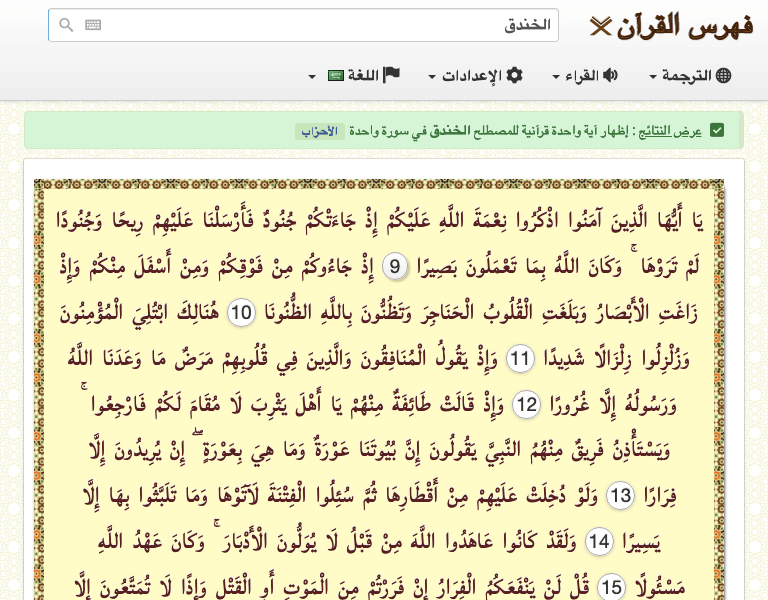 فهرس القرآن
الخندق
الترجمة القراء الإعدادات اللغة
عرض النتائج : إظهار آية واحدة قرآنية للمصطلح الخندق في سورة واحدة الأحزاب
يَا أَيُّهَا الَّذِينَ آمَنُوا اذْكُرُوا نِعْمَةَ اللَّهِ عَلَيْكُمْ إِذْ جَاءَتْكُمْ جُنُودٌ فَأَرْسَلْنَا عَلَيْهِمْ رِيحًا وَجُنُودًا
لَمْ تَرَوْهَا ۚ وَكَانَ اللَّهُ بِمَا تَعْمَلُونَ بَصِيرًا 9 إِذْ جَاءُوكُمْ مِنْ فَوْقِكُمْ وَمِنْ أَسْفَلَ مِنْكُمْ وَإِذْ
زَاغَتِ الْأَبْصَارُ وَبَلَغَتِ الْقُلُوبُ الْحَنَاجِرَ وَتَظُنُّونَ بِاللَّهِ الظُّنُونَا 10 هُنَالِكَ ابْتُلِيَ الْمُؤْمِنُونَ
وَزُلْزِلُوا زِلْزَالًا شَدِيدًا 11 وَإِذْ يَقُولُ الْمُنَافِقُونَ وَالَّذِينَ فِي قُلُوبِهِمْ مَرَضٌ مَا وَعَدَنَا اللَّهُ
وَرَسُولُهُ إِلَّا غُرُورًا 12 وَإِذْ قَالَتْ طَائِفَةٌ مِنْهُمْ يَا أَهْلَ يَثْرِبَ لَا مُقَامَ لَكُمْ فَارْجِعُوا ۚ
وَيَسْتَأْذِنُ فَرِيقٌ مِنْهُمُ النَّبِيَّ يَقُولُونَ إِنَّ بُيُوتَنَا عَوْرَةٌ وَمَا هِيَ بِعَوْرَةٍ ۖ إِنْ يُرِيدُونَ إِلَّا
فِرَارًا 13 وَلَوْ دُخِلَتْ عَلَيْهِمْ مِنْ أَقْطَارِهَا ثُمَّ سُئِلُوا الْفِتْنَةَ لَآتَوْهَا وَمَا تَلَبَّثُوا بِهَا إِلَّا
يَسِيرًا 14 وَلَقَدْ كَانُوا عَاهَدُوا اللَّهَ مِنْ قَبْلُ لَا يُوَلُّونَ الْأَدْبَارَ ۚ وَكَانَ عَهْدُ اللَّهِ
مَسْئُولًا 15 قُلْ لَنْ يَنْفَعَكُمُ الْفِرَارُ إِنْ فَرَرْتُمْ مِنَ الْمَوْتِ أَوِ الْقَتْلِ وَإِذًا لَا تُمَتَّعُونَ إِلَّا